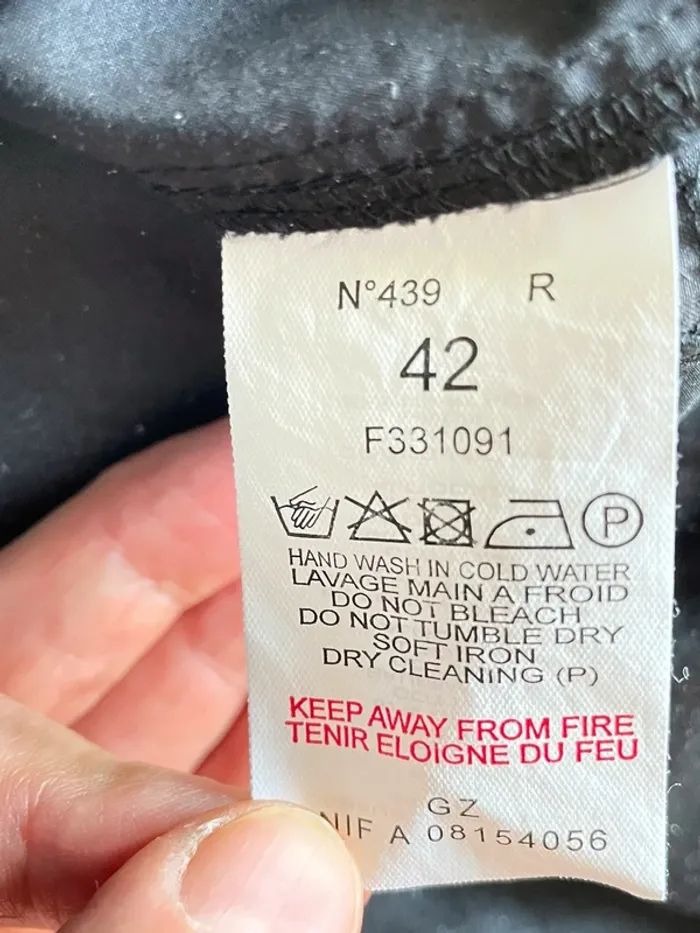 N°439 R
42
F331091
P
HAND WASH IN COLD WATER
LAVAGE MAIN A FROID
DO NOT BLEACH
DO NOT TUMBLE DRY
SOFT IRON
DRY CLEANING (P)
KEEP AWAY FROM FIRE
TENIR ELOIGNE DU FEU
GZ
NIF A 08154056